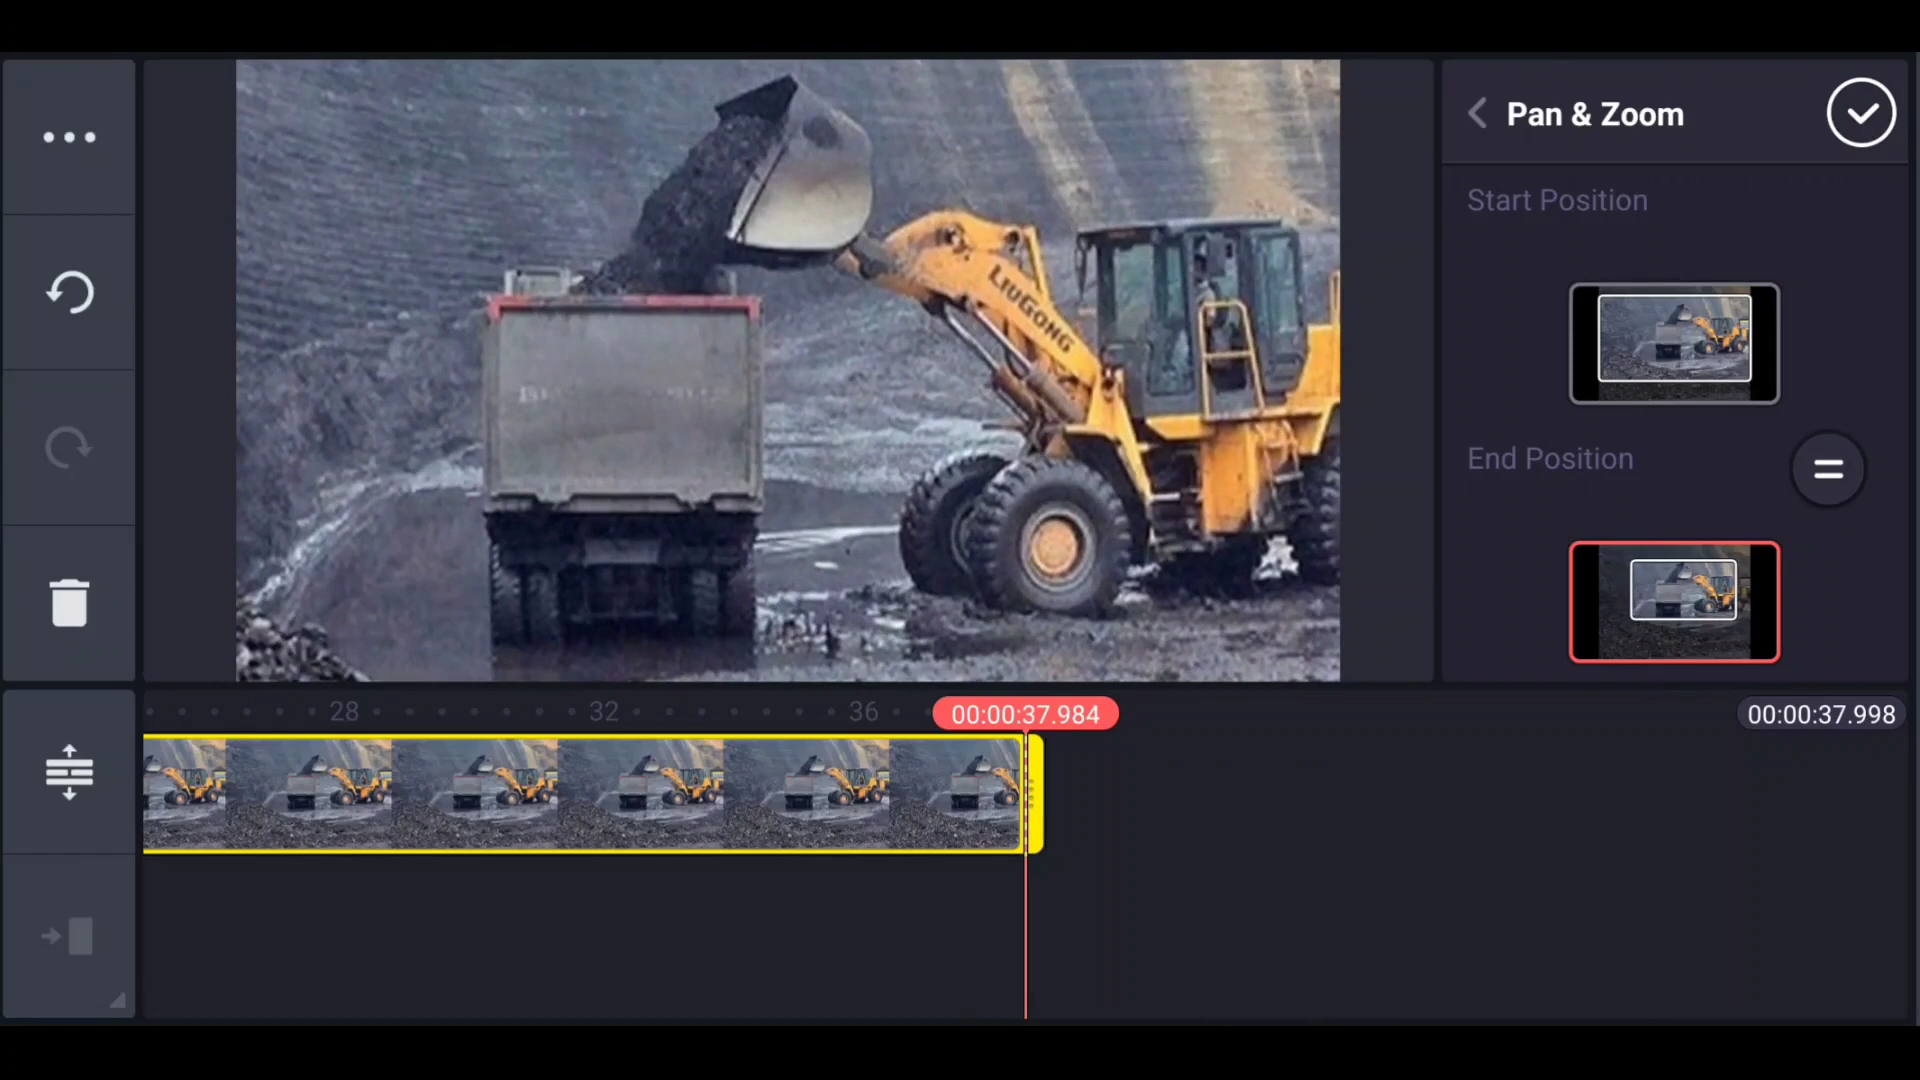 Pan & Zoom
Start Position
LIUGONG
End Position
28
32
36
00:00:37.984
00:00:37.998